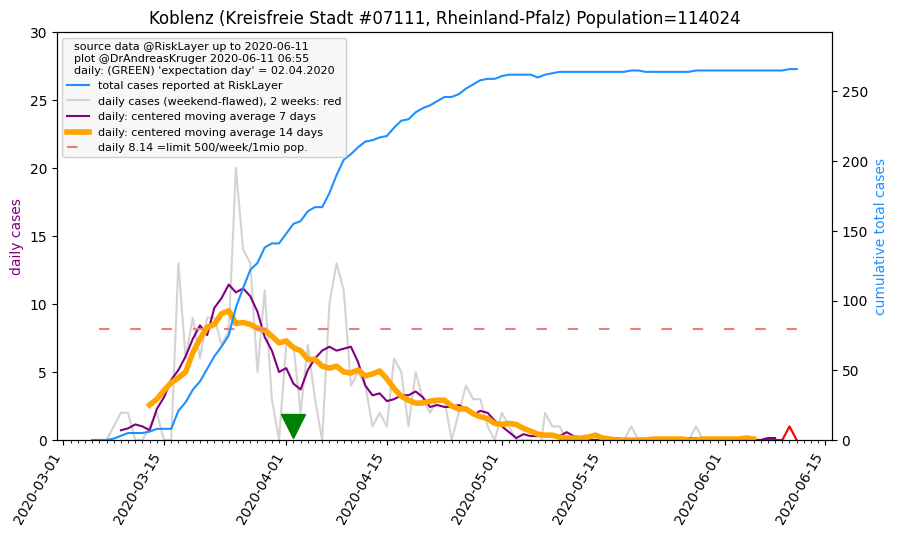 Koblenz (Kreisfreie Stadt #07111, Rheinland-Pfalz) Population=114024
source data @RiskLayer up to 2020-06-11
plot @DrAndreasKruger 2020-06-11 06:55
daily: (GREEN) 'expectation day' = 02.04.2020
total cases reported at RiskLayer
daily cases (weekend-flawed), 2 weeks: red
daily: centered moving average 7 days
daily: centered moving average 14 days
daily 8.14 =limit 500/week/1mio pop.
daily cases
30
25
20
15
10
5
0
cumulative total cases
250
200
150
100
50
0
2020-03-01
2020-03-15
2020-04-01
2020-04-15
2020-05-01
2020-05-15
2020-06-01
2020-06-15